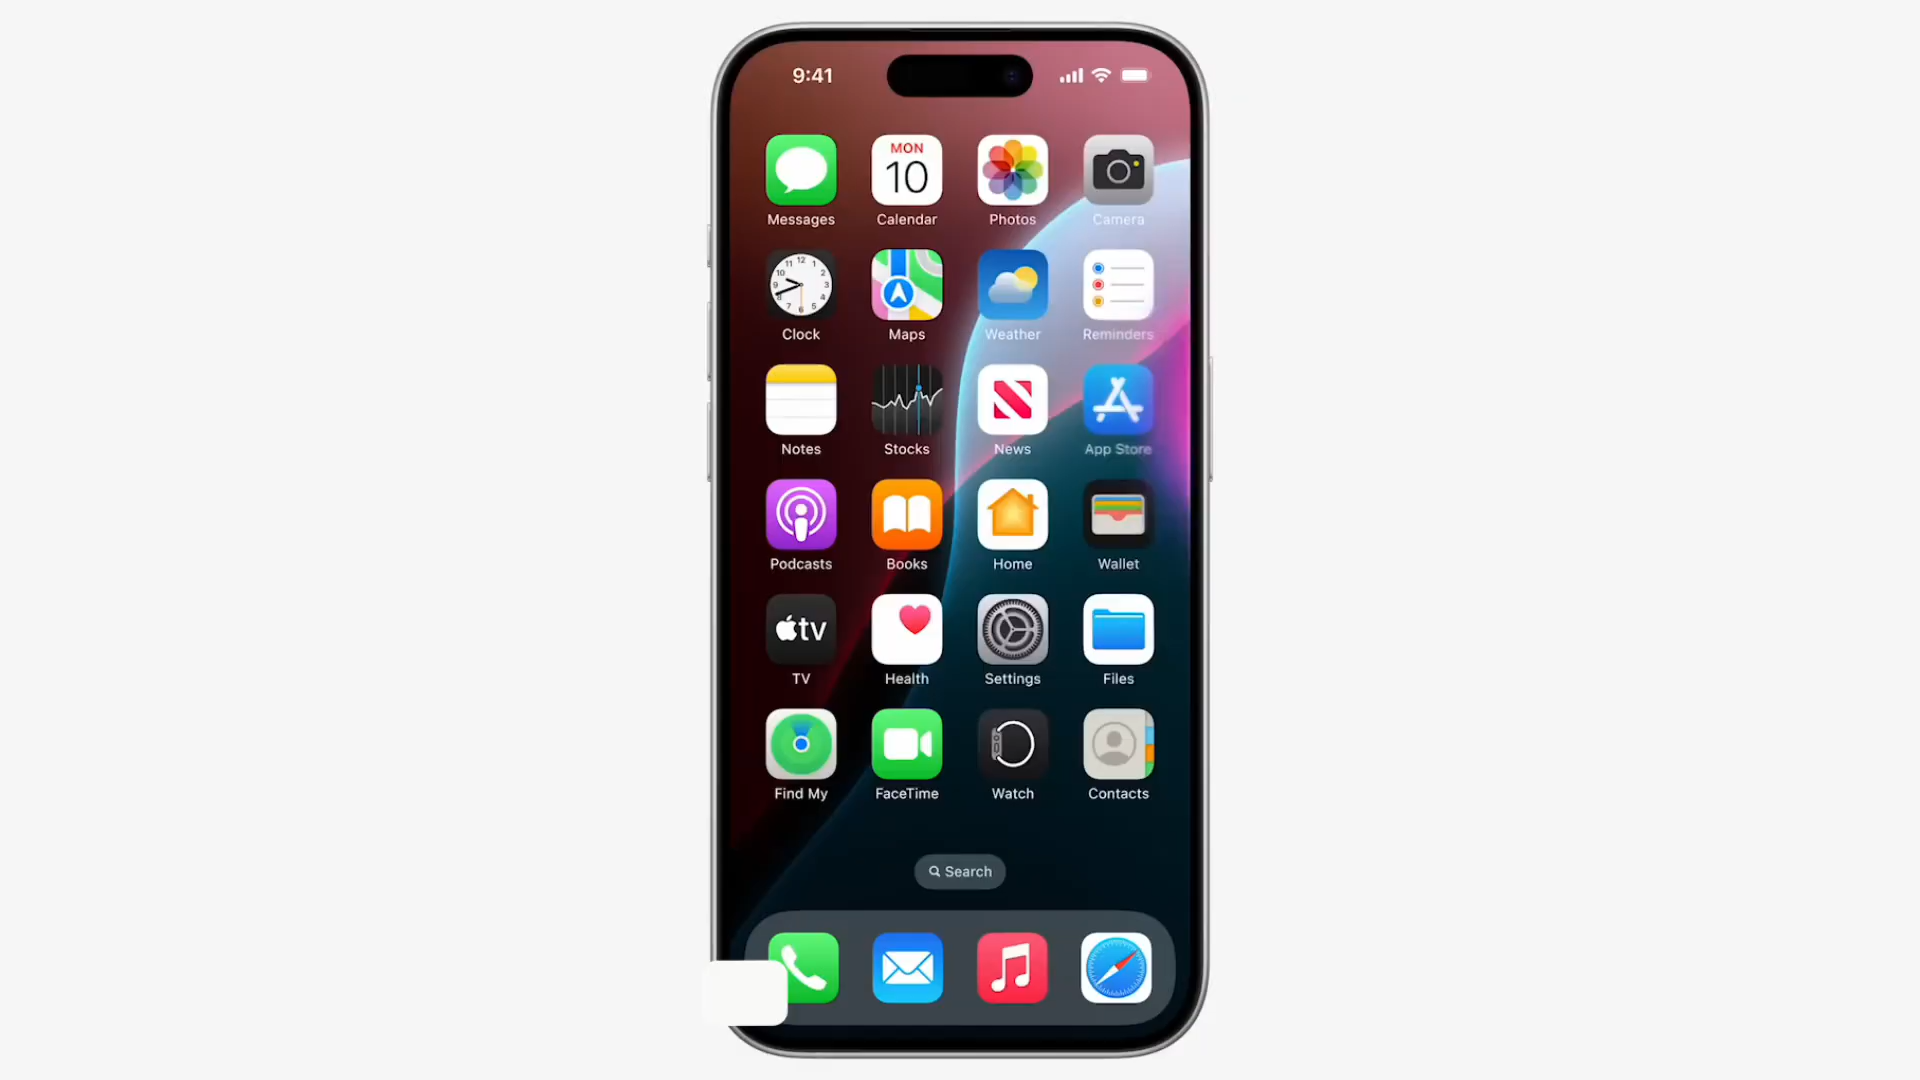 9:41
MON
10
Messages
Calendar
Photos
Camera
Clock
Maps
Weather
Reminders
Notes
Stocks
News
App Store
Podcasts
Books
Home
Wallet
tv
TV
Health
Settings
Files
Find My
FaceTime
Watch
Contacts
Search